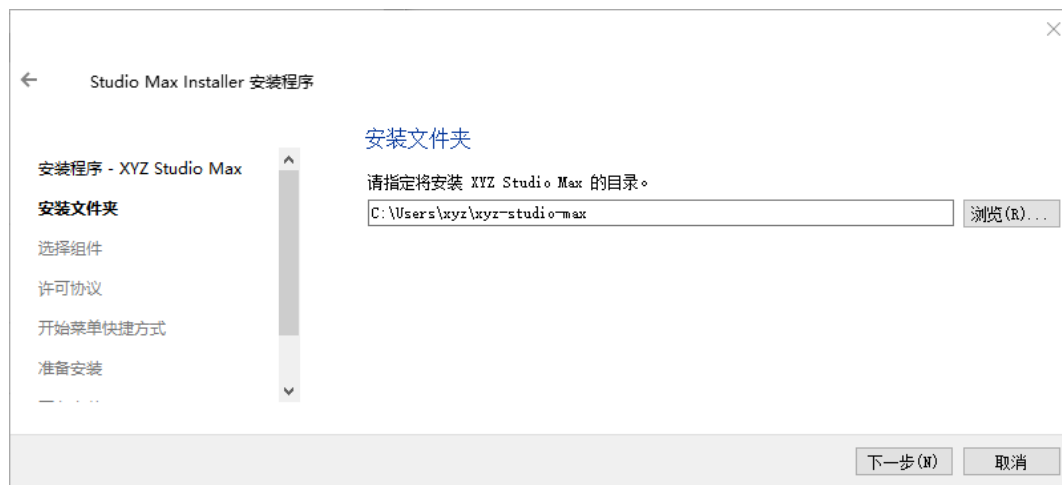 Studio Max Installer 安装程序
安装程序 - XYZ Studio Max
安装文件夹
选择组件
许可协议
开始菜单快捷方式
准备安装
安装文件夹
请指定将安装 XYZ Studio Max 的目录。
C:\Users\xyz\xyz-studio-max
浏览(R)...
下一步(N)
取消